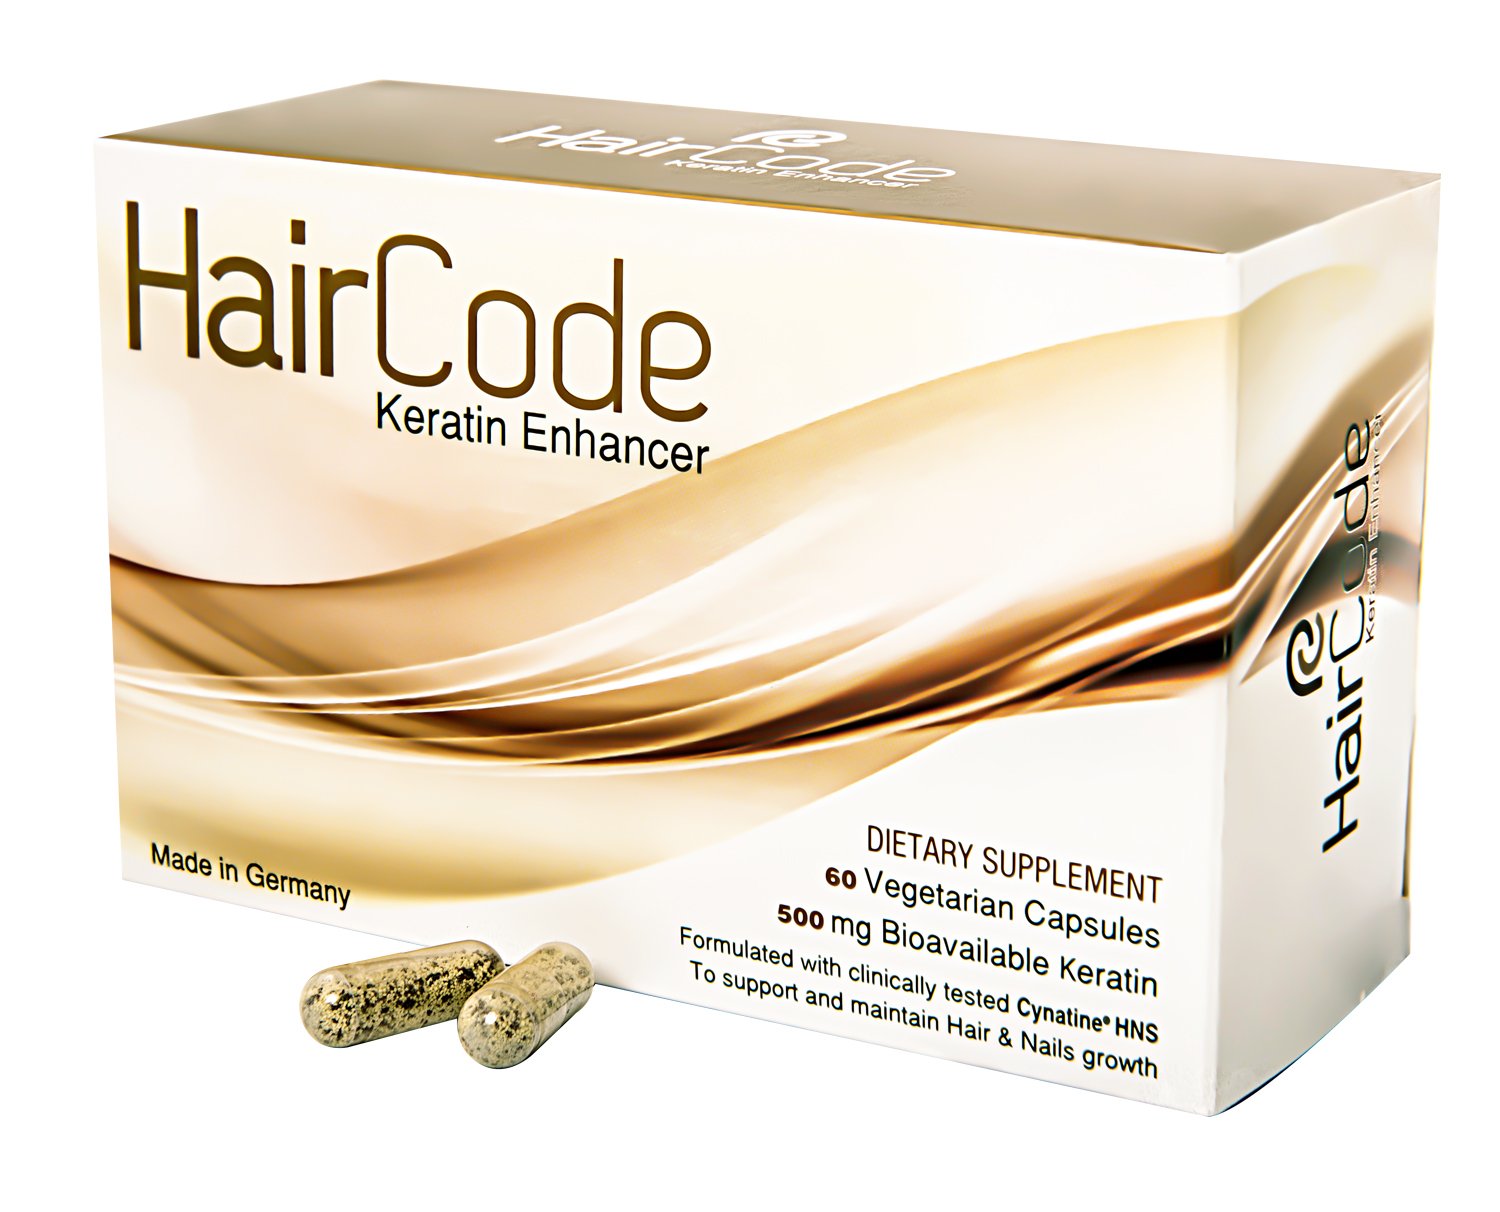 HairCode
Keratin Enhancer
HairCode
Keratin Enhancer
Made in Germany
DIETARY SUPPLEMENT
60 Vegetarian Capsules
500 mg Bioavailable Keratin
Formulated with clinically tested Cynatine® HNS
To support and maintain Hair & Nails growth
HairCode
Keratin Enhancer